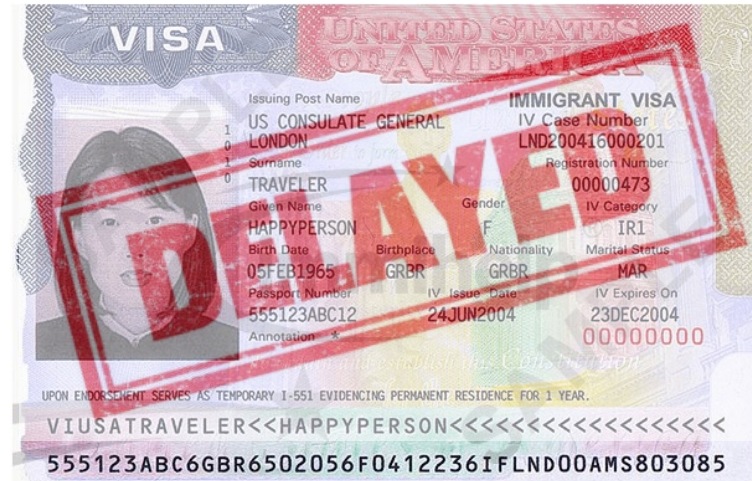 VISA
UNITED STATES
OF AMERICA
Issuing Post Name IMMIGRANT VISA
US CONSULATE GENERAL IV Case Number
LONDON LND200416000201
Surname Registration Number
TRAVELER 00000473
Given Name Gender IV Category
HAPPYPERSON F IR1
Birth Date Birthplace Nationality Marital Status
05FEB1965 GRBR GRBR MAR
Passport Number IV Issue Date IV Expires On
555123ABC12 24JUN2004 23DEC2004
Annotation * 00000000
1010
DELAYED
SAMPLE
UPON ENDORSEMENT SERVES AS TEMPORARY I-551 EVIDENCING PERMANENT RESIDENCE FOR 1 YEAR.
VIUSATRAVELER<<HAPPYPERSON<<<<<<<<<<<<<<<<<<
555123ABC6GBR6502056F0412236IFLND00AMS803085